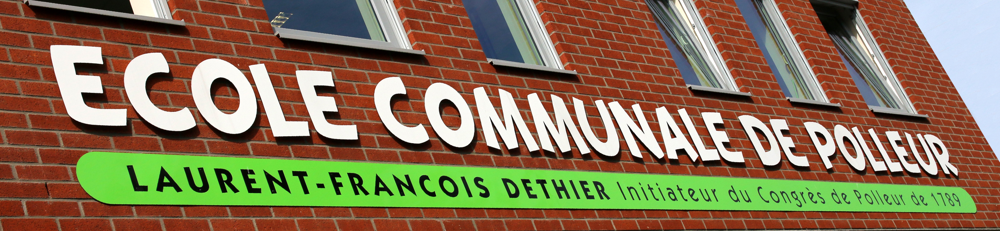 ECOLE COMMUNALE DE POLLEUR
LAURENT-FRANCOIS DETHIER Initiateur du Congrès de Polleur de 1789